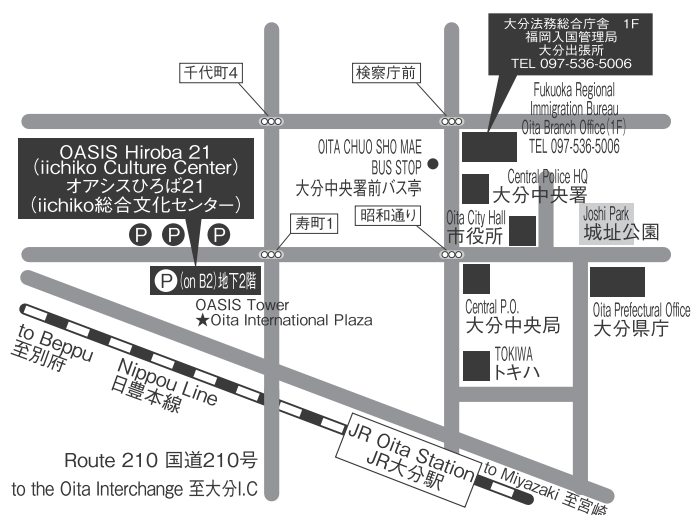 大分法務総合庁舎　1F
福岡入国管理局
大分出張所
TEL 097-536-5006
千代町4
検察庁前
Fukuoka Regional
Immigration Bureau
Oita Branch Office(1F)
TEL 097-536-5006
OASIS Hiroba 21
(iichiko Culture Center)
オアシスひろば21
(iichiko総合文化センター)
OITA CHUO SHO MAE
BUS STOP
大分中央署前バス亭
Central Police HQ
大分中央署
寿町1
昭和通り
Oita City Hall
市役所
Joshi Park
城址公園
P P P
P (on B2)地下2階
OASIS Tower
★Oita International Plaza
Central P.O.
大分中央局
Oita Prefectural Office
大分県庁
to Beppu
至別府
Nippou Line
日豊本線
TOKIWA
トキハ
JR Oita Station
JR大分駅
to Miyazaki 至宮崎
Route 210 国道210号
to the Oita Interchange 至大分I.C